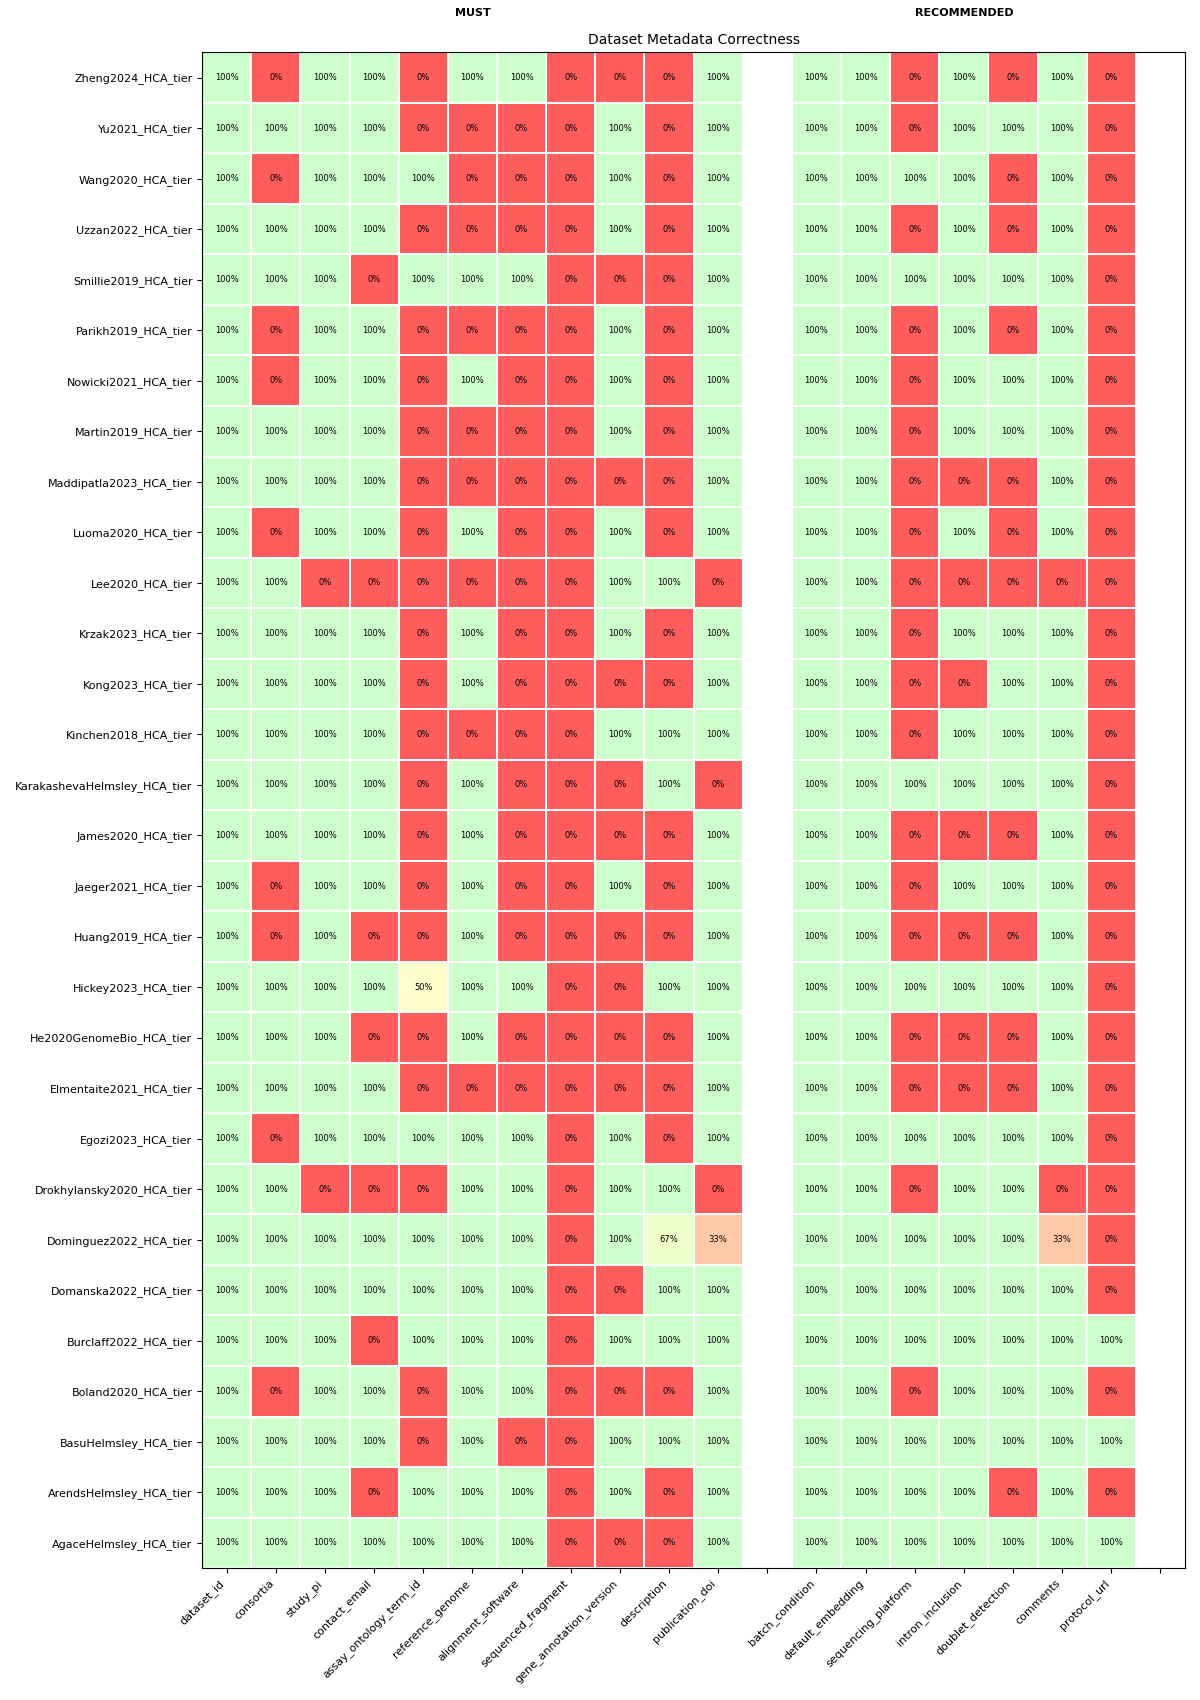 MUST RECOMMENDED
Dataset Metadata Correctness
Zheng2024_HCA_tier 100% 0% 100% 100% 0% 100% 100% 0% 0% 0% 100% 100% 100% 0% 100% 0% 100% 0%
Yu2021_HCA_tier 100% 100% 100% 100% 0% 0% 0% 0% 100% 0% 100% 100% 100% 0% 100% 100% 100% 0%
Wang2020_HCA_tier 100% 0% 100% 100% 100% 0% 0% 0% 100% 0% 100% 100% 100% 100% 100% 0% 100% 0%
Uzzan2022_HCA_tier 100% 100% 100% 100% 0% 0% 0% 0% 100% 0% 100% 100% 100% 0% 100% 0% 100% 0%
Smillie2019_HCA_tier 100% 100% 100% 0% 100% 100% 100% 0% 0% 0% 100% 100% 100% 100% 100% 100% 100% 0%
Parikh2019_HCA_tier 100% 0% 100% 100% 0% 0% 0% 0% 100% 0% 100% 100% 100% 0% 100% 0% 100% 0%
Nowicki2021_HCA_tier 100% 0% 100% 100% 0% 100% 0% 0% 100% 0% 100% 100% 100% 0% 100% 100% 100% 0%
Martin2019_HCA_tier 100% 100% 100% 100% 0% 0% 0% 0% 100% 0% 100% 100% 100% 0% 100% 100% 100% 0%
Maddipatla2023_HCA_tier 100% 100% 100% 100% 0% 0% 0% 0% 0% 0% 100% 100% 100% 0% 0% 0% 100% 0%
Luoma2020_HCA_tier 100% 0% 100% 100% 0% 100% 0% 0% 100% 0% 100% 100% 100% 0% 100% 0% 100% 0%
Lee2020_HCA_tier 100% 100% 0% 0% 0% 0% 0% 0% 100% 100% 0% 100% 100% 0% 0% 0% 0% 0%
Krzak2023_HCA_tier 100% 100% 100% 100% 0% 100% 0% 0% 100% 0% 100% 100% 100% 0% 100% 100% 100% 0%
Kong2023_HCA_tier 100% 100% 100% 100% 0% 100% 0% 0% 0% 0% 100% 100% 100% 0% 0% 100% 100% 0%
Kinchen2018_HCA_tier 100% 100% 100% 100% 0% 0% 0% 0% 100% 100% 100% 100% 100% 0% 100% 100% 100% 0%
KarakashevaHelmsley_HCA_tier 100% 100% 100% 100% 0% 100% 0% 0% 0% 100% 0% 100% 100% 100% 100% 100% 100% 0%
James2020_HCA_tier 100% 100% 100% 100% 0% 100% 0% 0% 0% 0% 100% 100% 100% 0% 0% 0% 100% 0%
Jaeger2021_HCA_tier 100% 0% 100% 100% 0% 100% 0% 0% 100% 0% 100% 100% 100% 0% 100% 100% 100% 0%
Huang2019_HCA_tier 100% 0% 100% 0% 0% 100% 0% 0% 0% 0% 100% 100% 100% 0% 0% 0% 100% 0%
Hickey2023_HCA_tier 100% 100% 100% 100% 50% 100% 100% 0% 0% 100% 100% 100% 100% 100% 100% 100% 100% 0%
He2020GenomeBio_HCA_tier 100% 100% 100% 0% 0% 100% 0% 0% 0% 0% 100% 100% 100% 0% 0% 0% 100% 0%
Elmentaite2021_HCA_tier 100% 100% 100% 100% 0% 0% 0% 0% 0% 0% 100% 100% 100% 0% 0% 0% 100% 0%
Egozi2023_HCA_tier 100% 0% 100% 100% 100% 100% 100% 0% 100% 0% 100% 100% 100% 100% 100% 100% 100% 0%
Drokhylansky2020_HCA_tier 100% 100% 0% 0% 0% 100% 100% 0% 100% 100% 0% 100% 100% 0% 100% 100% 0% 0%
Dominguez2022_HCA_tier 100% 100% 100% 100% 100% 100% 100% 0% 100% 67% 33% 100% 100% 100% 100% 100% 33% 0%
Domanska2022_HCA_tier 100% 100% 100% 100% 100% 100% 100% 0% 0% 100% 100% 100% 100% 100% 100% 100% 100% 0%
Burclaff2022_HCA_tier 100% 100% 100% 0% 100% 100% 100% 0% 100% 100% 100% 100% 100% 100% 100% 100% 100% 100%
Boland2020_HCA_tier 100% 0% 100% 100% 0% 100% 100% 0% 0% 0% 100% 100% 100% 0% 100% 100% 100% 0%
BasuHelmsley_HCA_tier 100% 100% 100% 100% 0% 100% 0% 0% 100% 100% 100% 100% 100% 100% 100% 100% 100% 100%
ArendsHelmsley_HCA_tier 100% 100% 100% 0% 100% 100% 100% 0% 100% 0% 100% 100% 100% 100% 100% 0% 100% 0%
AgaceHelmsley_HCA_tier 100% 100% 100% 100% 100% 100% 100% 0% 0% 0% 100% 100% 100% 100% 100% 100% 100% 100%
dataset_id
consortia
study_pi
contact_email
assay_ontology_term_id
reference_genome
alignment_software
sequenced_fragment
gene_annotation_version
description
publication_doi
batch_condition
default_embedding
sequencing_platform
intron_inclusion
doublet_detection
comments
protocol_url